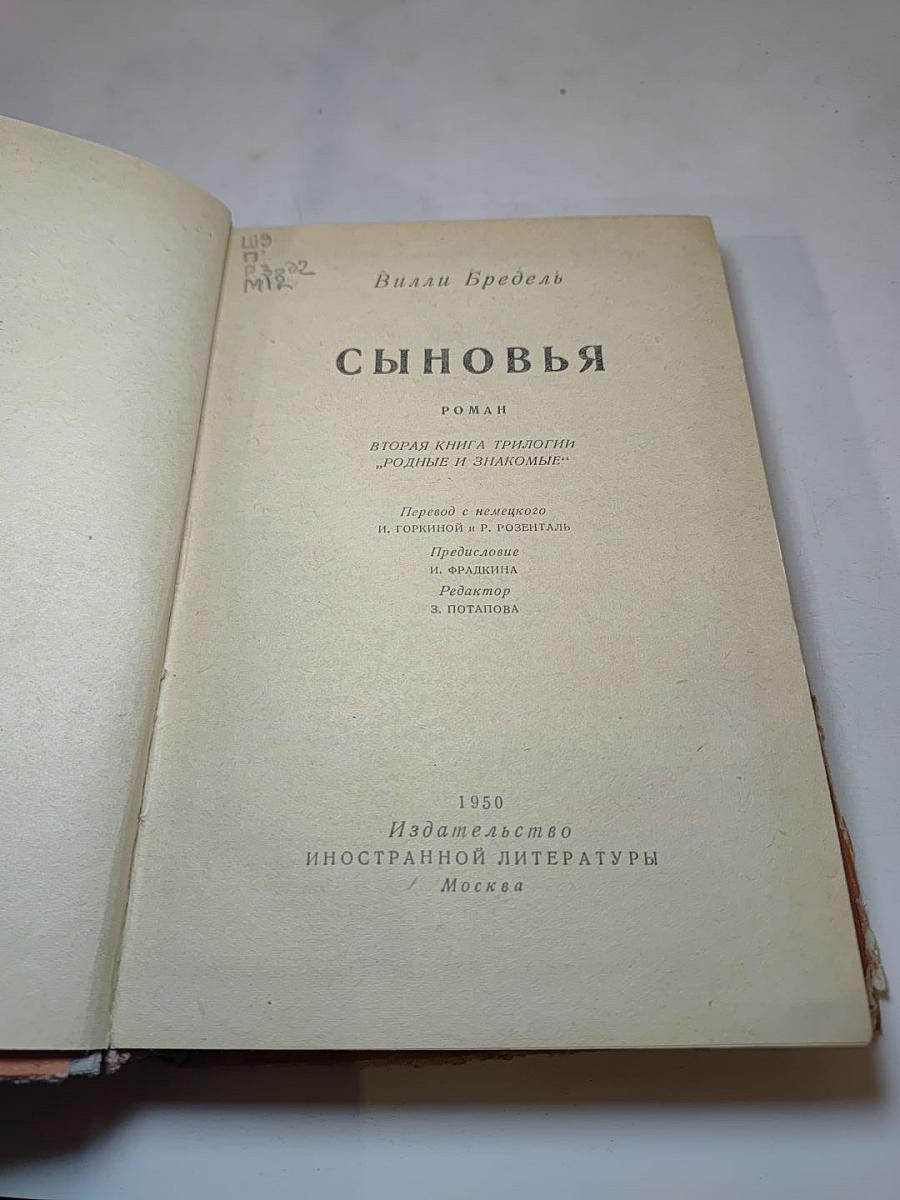 Ш9
Вилли Бредель
СЫНОВЬЯ
РОМАН
ВТОРАЯ КНИГА ТРИЛОГИИ
„РОДНЫЕ И ЗНАКОМЫЕ“
Перевод с немецкого
И. ГОРКИНОЙ и Р. РОЗЕНТАЛЬ
Предисловие
И. ФРАДКИНА
Редактор
З. ПОТАПОВА
1950
Издательство
ИНОСТРАННОЙ ЛИТЕРАТУРЫ
Москва